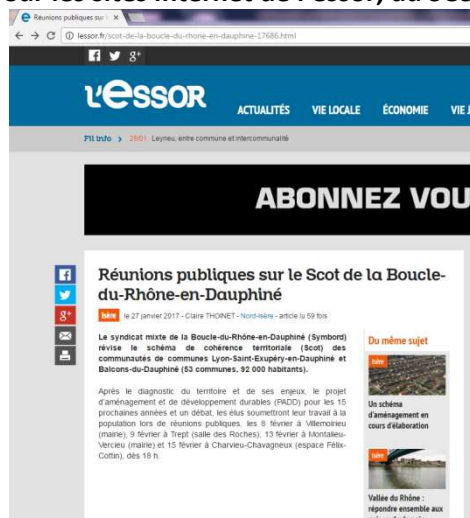 Réunions publiques sur l
lessor.fr/scot-de-la-boucle-du-rhone-en-dauphine-17686.html
l'essor
ACTUALITÉS VIE LOCALE ÉCONOMIE VIE
Fil info > 26/01 Leyrieu, entre commune et intercommunalité
ABONNEZ VOU
Réunions publiques sur le Scot de la Boucle-
du-Rhône-en-Dauphiné
Isère le 27 janvier 2017 - Claire THOINET - Nord-Isère - article lu 59 fois
Le syndicat mixte de la Boucle-du-Rhône-en-Dauphiné (Symbord)
révise le schéma de cohérence territoriale (Scot) des
communautés de communes Lyon-Saint-Exupéry-en-Dauphiné et
Balcons-du-Dauphiné (53 communes, 92 000 habitants).
Après le diagnostic du territoire et de ses enjeux, le projet
d'aménagement et de développement durables (PADD) pour les 15
prochaines années et un débat, les élus soumettront leur travail à la
population lors de réunions publiques, les 8 février à Villemoirieu
(mairie), 9 février à Trept (salle des Roches), 13 février à Montalieu-
Vercieu (mairie) et 15 février à Charvieu-Chavagneux (espace Félix-
Cottin), dès 18 h.
Du même sujet
Isère
Un schéma
d'aménagement en
cours d'élaboration
Isère
Vallée du Rhône :
répondre ensemble aux